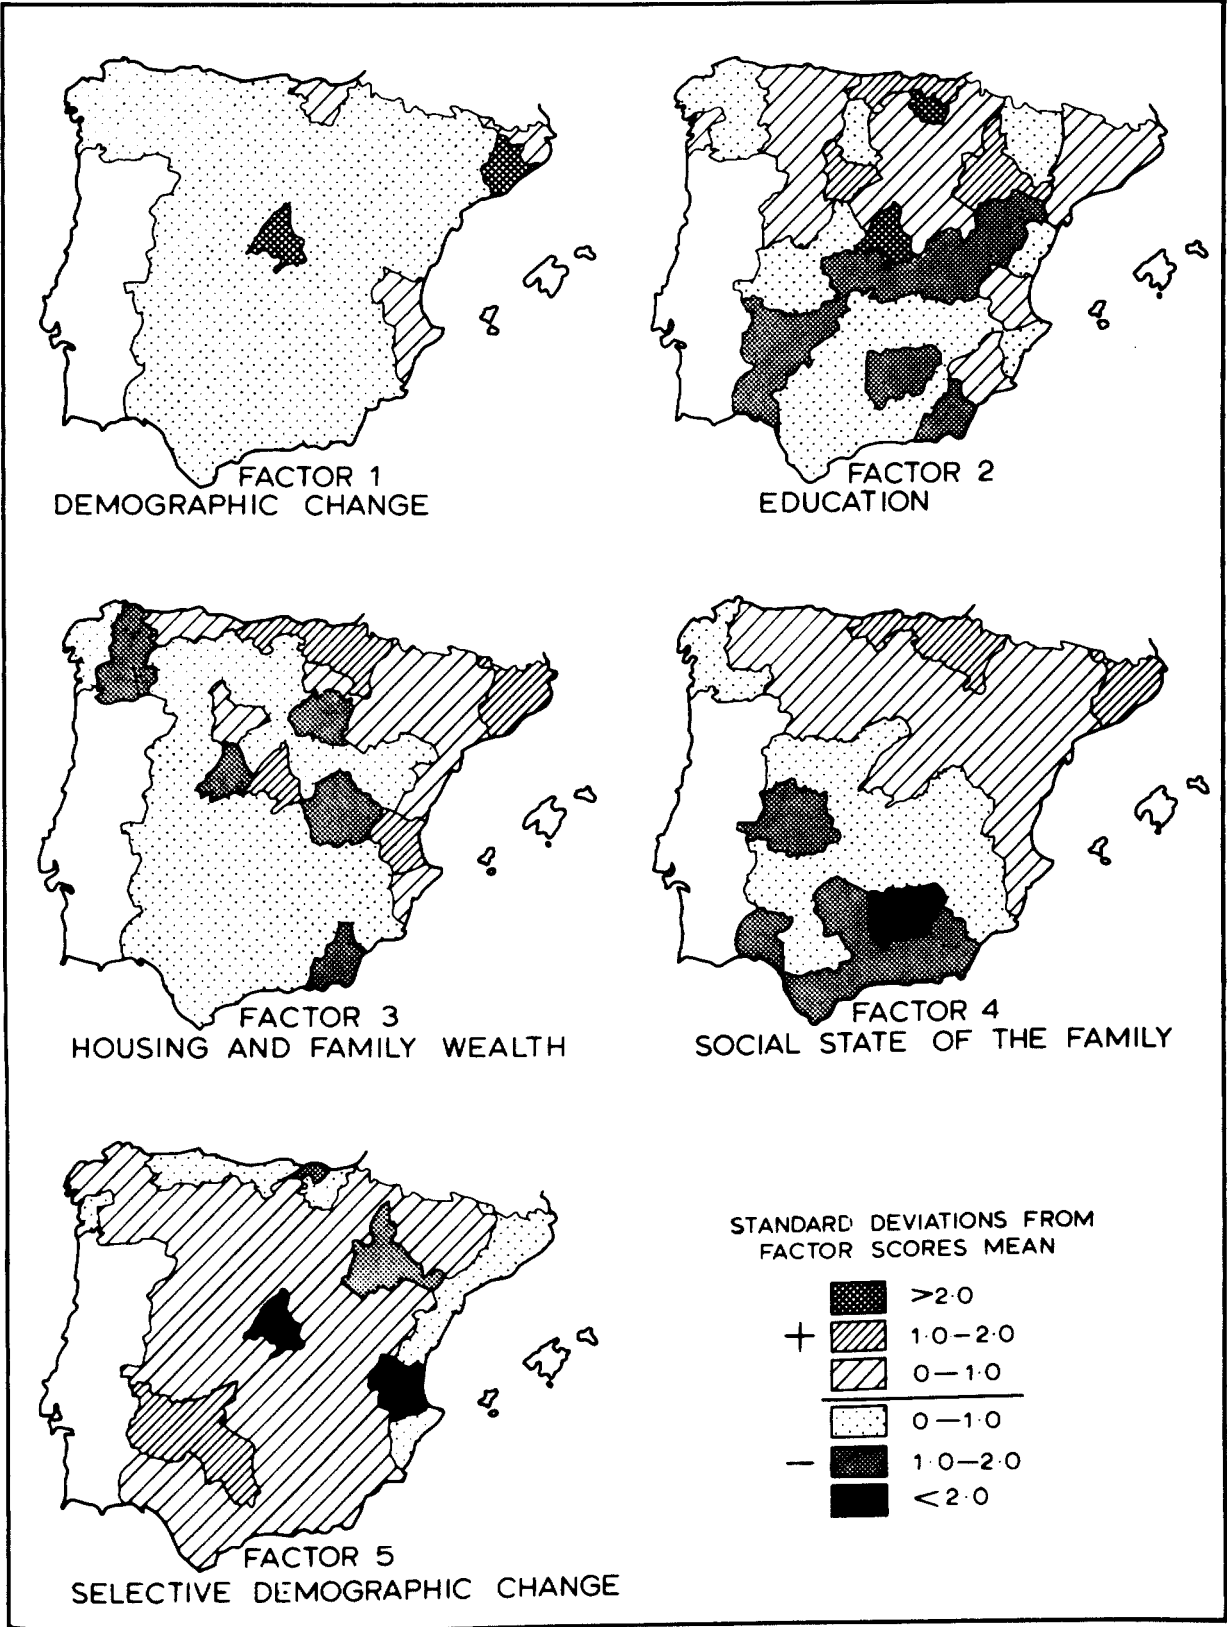 FACTOR 1
DEMOGRAPHIC CHANGE
FACTOR 2
EDUCATION
FACTOR 3
HOUSING AND FAMILY WEALTH
FACTOR 4
SOCIAL STATE OF THE FAMILY
FACTOR 5
SELECTIVE DEMOGRAPHIC CHANGE
STANDARD DEVIATIONS FROM
FACTOR SCORES MEAN
>2·0
+ 1·0–2·0
0–1·0
0–1·0
– 1·0–2·0
<2·0